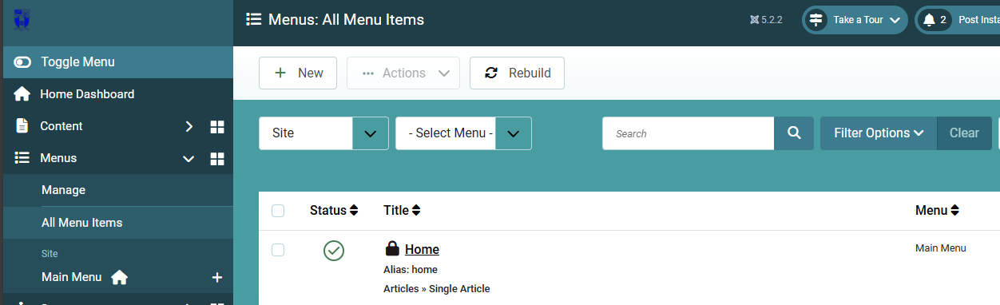 Menus: All Menu Items
5.2.2
Take a Tour
2
Post Insta
Toggle Menu
Home Dashboard
Content
Menus
Manage
All Menu Items
Site
Main Menu
New
Actions
Rebuild
Site
- Select Menu -
Search
Filter Options
Clear
Status
Title
Menu
Home
Main Menu
Alias: home
Articles » Single Article